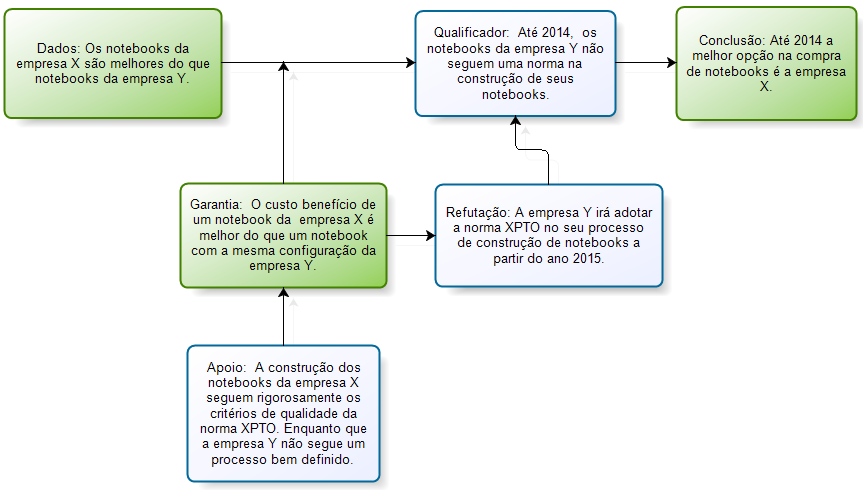 Dados: Os notebooks da
empresa X são melhores do que
notebooks da empresa Y.
Qualificador: Até 2014, os
notebooks da empresa Y não
seguem uma norma na
construção de seus
notebooks.
Conclusão: Até 2014 a
melhor opção na compra
de notebooks é a empresa
X.
Garantia: O custo benefício de
um notebook da empresa X é
melhor do que um notebook
com a mesma configuração da
empresa Y.
Refutação: A empresa Y irá adotar
a norma XPTO no seu processo
de construção de notebooks a
partir do ano 2015.
Apoio: A construção dos
notebooks da empresa X
seguem rigorosamente os
critérios de qualidade da
norma XPTO. Enquanto que
a empresa Y não segue um
processo bem definido.